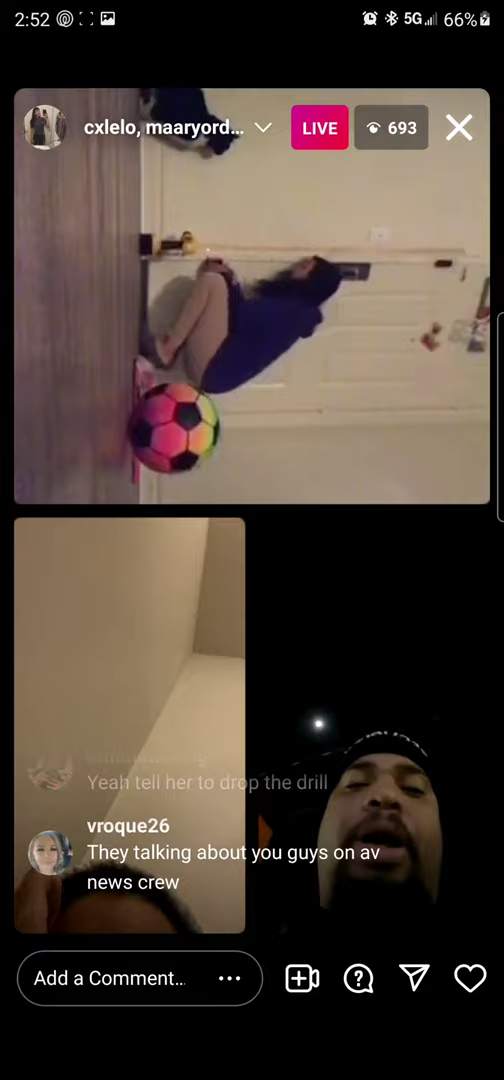 2:52 5G 66%
cxlelo, maaryord... LIVE 693
Yeah tell her to drop the drill
vroque26
They talking about you guys on av
news crew
Add a Comment...